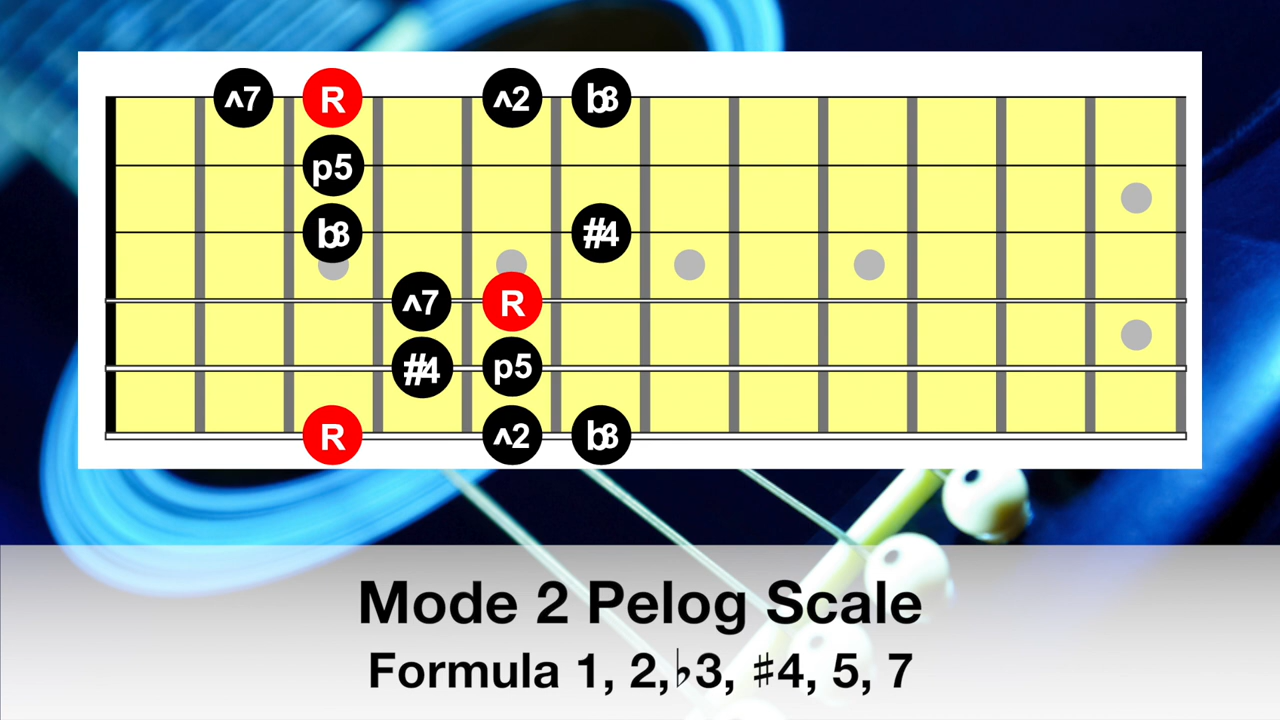 ^7 R ^2 b3
p5
b3 #4
^7 R
#4 p5
R ^2 b3
Mode 2 Pelog Scale
Formula 1, 2,♭3, ♯4, 5, 7